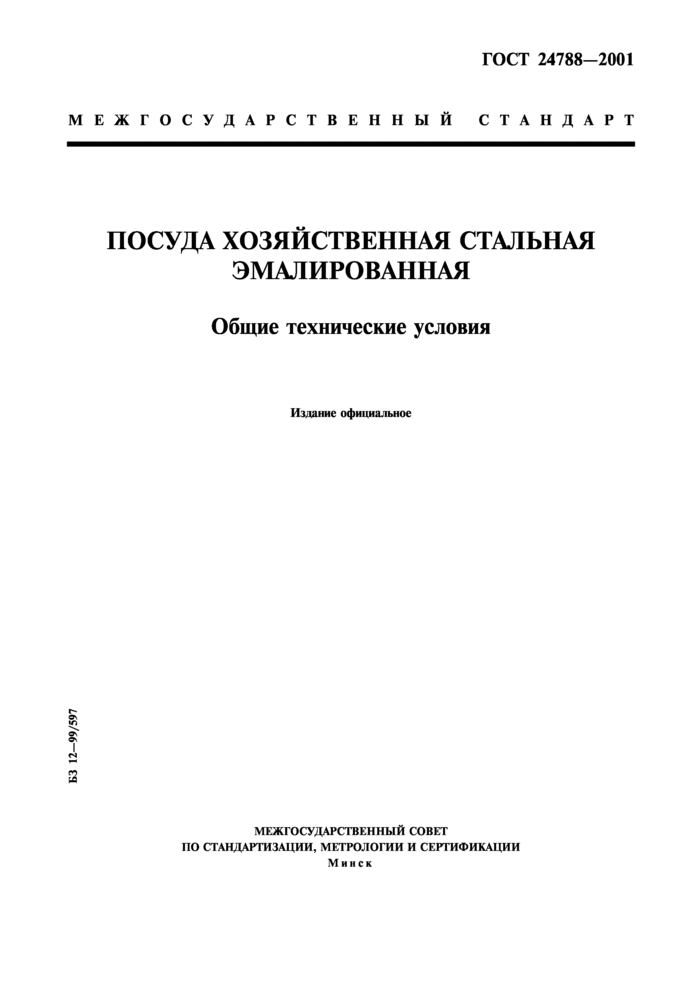 ГОСТ 24788—2001
МЕЖГОСУДАРСТВЕННЫЙ СТАНДАРТ
ПОСУДА ХОЗЯЙСТВЕННАЯ СТАЛЬНАЯ
ЭМАЛИРОВАННАЯ
Общие технические условия
Издание официальное
БЗ 12—99/597
МЕЖГОСУДАРСТВЕННЫЙ СОВЕТ
ПО СТАНДАРТИЗАЦИИ, МЕТРОЛОГИИ И СЕРТИФИКАЦИИ
Минск